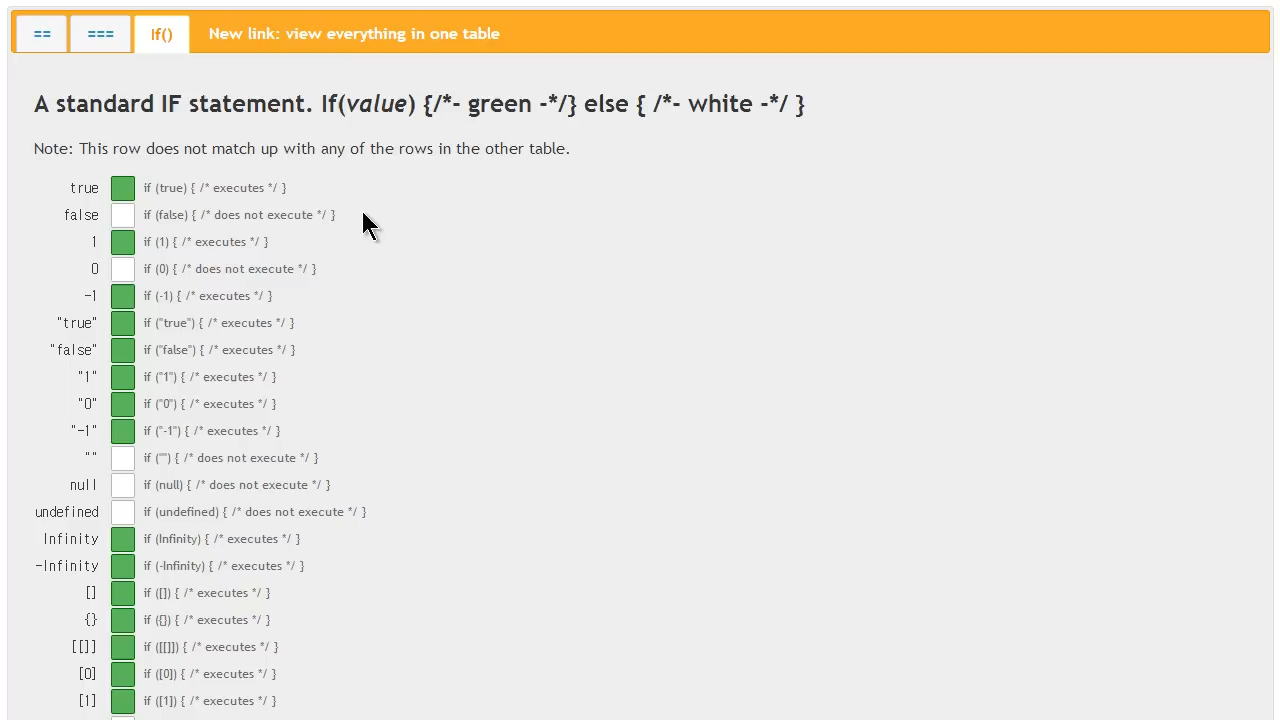 == === If() New link: view everything in one table
A standard IF statement. If(value) {/*- green -*/} else { /*- white -*/ }
Note: This row does not match up with any of the rows in the other table.
true if (true) { /* executes */ }
false if (false) { /* does not execute */ }
1 if (1) { /* executes */ }
0 if (0) { /* does not execute */ }
-1 if (-1) { /* executes */ }
"true" if ("true") { /* executes */ }
"false" if ("false") { /* executes */ }
"1" if ("1") { /* executes */ }
"0" if ("0") { /* executes */ }
"-1" if ("-1") { /* executes */ }
"" if ("") { /* does not execute */ }
null if (null) { /* does not execute */ }
undefined if (undefined) { /* does not execute */ }
Infinity if (Infinity) { /* executes */ }
-Infinity if (-Infinity) { /* executes */ }
[] if ([]) { /* executes */ }
{} if ({}) { /* executes */ }
[[]] if ([[]]) { /* executes */ }
[0] if ([0]) { /* executes */ }
[1] if ([1]) { /* executes */ }